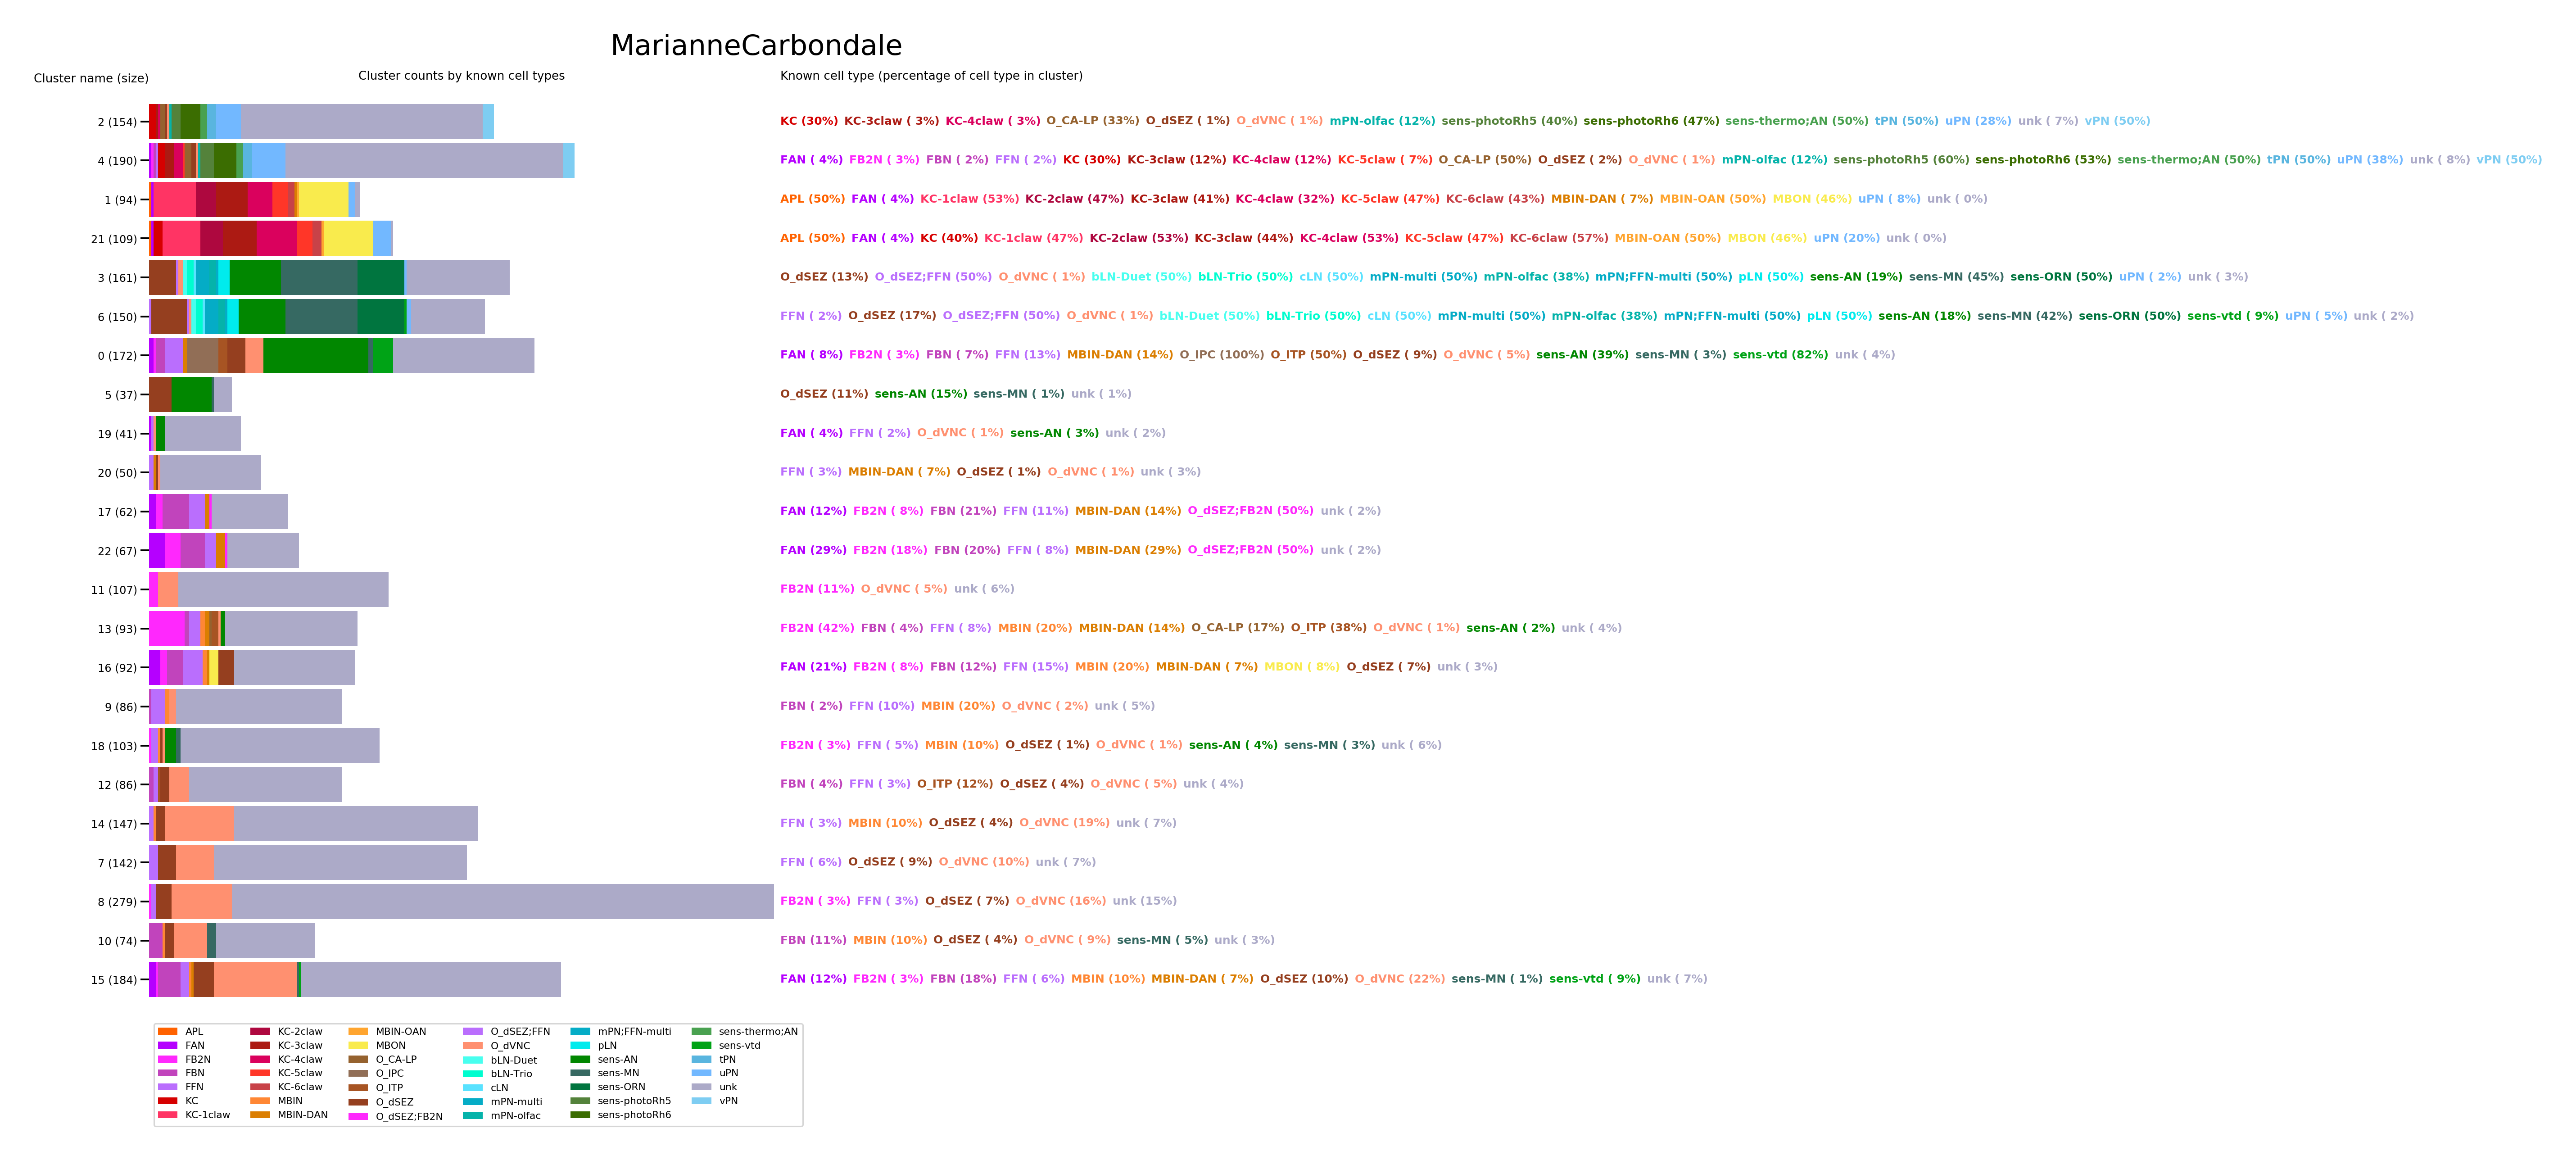 MarianneCarbondale
Cluster name (size) Cluster counts by known cell types Known cell type (percentage of cell type in cluster)
2 (154) KC (30%) KC-3claw ( 3%) KC-4claw ( 3%) O_CA-LP (33%) O_dSEZ ( 1%) O_dVNC ( 1%) mPN-olfac (12%) sens-photoRh5 (40%) sens-photoRh6 (47%) sens-thermo;AN (50%) tPN (50%) uPN (28%) unk ( 7%) vPN (50%)
4 (190) FAN ( 4%) FB2N ( 3%) FBN ( 2%) FFN ( 2%) KC (30%) KC-3claw (12%) KC-4claw (12%) KC-5claw ( 7%) O_CA-LP (50%) O_dSEZ ( 2%) O_dVNC ( 1%) mPN-olfac (12%) sens-photoRh5 (60%) sens-photoRh6 (53%) sens-thermo;AN (50%) tPN (50%) uPN (38%) unk ( 8%) vPN (50%)
1 (94) APL (50%) FAN ( 4%) KC-1claw (53%) KC-2claw (47%) KC-3claw (41%) KC-4claw (32%) KC-5claw (47%) KC-6claw (43%) MBIN-DAN ( 7%) MBIN-OAN (50%) MBON (46%) uPN ( 8%) unk ( 0%)
21 (109) APL (50%) FAN ( 4%) KC (40%) KC-1claw (47%) KC-2claw (53%) KC-3claw (44%) KC-4claw (53%) KC-5claw (47%) KC-6claw (57%) MBIN-OAN (50%) MBON (46%) uPN (20%) unk ( 0%)
3 (161) O_dSEZ (13%) O_dSEZ;FFN (50%) O_dVNC ( 1%) bLN-Duet (50%) bLN-Trio (50%) cLN (50%) mPN-multi (50%) mPN-olfac (38%) mPN;FFN-multi (50%) pLN (50%) sens-AN (19%) sens-MN (45%) sens-ORN (50%) uPN ( 2%) unk ( 3%)
6 (150) FFN ( 2%) O_dSEZ (17%) O_dSEZ;FFN (50%) O_dVNC ( 1%) bLN-Duet (50%) bLN-Trio (50%) cLN (50%) mPN-multi (50%) mPN-olfac (38%) mPN;FFN-multi (50%) pLN (50%) sens-AN (18%) sens-MN (42%) sens-ORN (50%) sens-vtd ( 9%) uPN ( 5%) unk ( 2%)
0 (172) FAN ( 8%) FB2N ( 3%) FBN ( 7%) FFN (13%) MBIN-DAN (14%) O_IPC (100%) O_ITP (50%) O_dSEZ ( 9%) O_dVNC ( 5%) sens-AN (39%) sens-MN ( 3%) sens-vtd (82%) unk ( 4%)
5 (37) O_dSEZ (11%) sens-AN (15%) sens-MN ( 1%) unk ( 1%)
19 (41) FAN ( 4%) FFN ( 2%) O_dVNC ( 1%) sens-AN ( 3%) unk ( 2%)
20 (50) FFN ( 3%) MBIN-DAN ( 7%) O_dSEZ ( 1%) O_dVNC ( 1%) unk ( 3%)
17 (62) FAN (12%) FB2N ( 8%) FBN (21%) FFN (11%) MBIN-DAN (14%) O_dSEZ;FB2N (50%) unk ( 2%)
22 (67) FAN (29%) FB2N (18%) FBN (20%) FFN ( 8%) MBIN-DAN (29%) O_dSEZ;FB2N (50%) unk ( 2%)
11 (107) FB2N (11%) O_dVNC ( 5%) unk ( 6%)
13 (93) FB2N (42%) FBN ( 4%) FFN ( 8%) MBIN (20%) MBIN-DAN (14%) O_CA-LP (17%) O_ITP (38%) O_dVNC ( 1%) sens-AN ( 2%) unk ( 4%)
16 (92) FAN (21%) FB2N ( 8%) FBN (12%) FFN (15%) MBIN (20%) MBIN-DAN ( 7%) MBON ( 8%) O_dSEZ ( 7%) unk ( 3%)
9 (86) FBN ( 2%) FFN (10%) MBIN (20%) O_dVNC ( 2%) unk ( 5%)
18 (103) FB2N ( 3%) FFN ( 5%) MBIN (10%) O_dSEZ ( 1%) O_dVNC ( 1%) sens-AN ( 4%) sens-MN ( 3%) unk ( 6%)
12 (86) FBN ( 4%) FFN ( 3%) O_ITP (12%) O_dSEZ ( 4%) O_dVNC ( 5%) unk ( 4%)
14 (147) FFN ( 3%) MBIN (10%) O_dSEZ ( 4%) O_dVNC (19%) unk ( 7%)
7 (142) FFN ( 6%) O_dSEZ ( 9%) O_dVNC (10%) unk ( 7%)
8 (279) FB2N ( 3%) FFN ( 3%) O_dSEZ ( 7%) O_dVNC (16%) unk (15%)
10 (74) FBN (11%) MBIN (10%) O_dSEZ ( 4%) O_dVNC ( 9%) sens-MN ( 5%) unk ( 3%)
15 (184) FAN (12%) FB2N ( 3%) FBN (18%) FFN ( 6%) MBIN (10%) MBIN-DAN ( 7%) O_dSEZ (10%) O_dVNC (22%) sens-MN ( 1%) sens-vtd ( 9%) unk ( 7%)
APL KC-2claw MBIN-OAN O_dSEZ;FFN mPN;FFN-multi sens-thermo;AN
FAN KC-3claw MBON O_dVNC pLN sens-vtd
FB2N KC-4claw O_CA-LP bLN-Duet sens-AN tPN
FBN KC-5claw O_IPC bLN-Trio sens-MN uPN
FFN KC-6claw O_ITP cLN sens-ORN unk
KC MBIN O_dSEZ mPN-multi sens-photoRh5 vPN
KC-1claw MBIN-DAN O_dSEZ;FB2N mPN-olfac sens-photoRh6